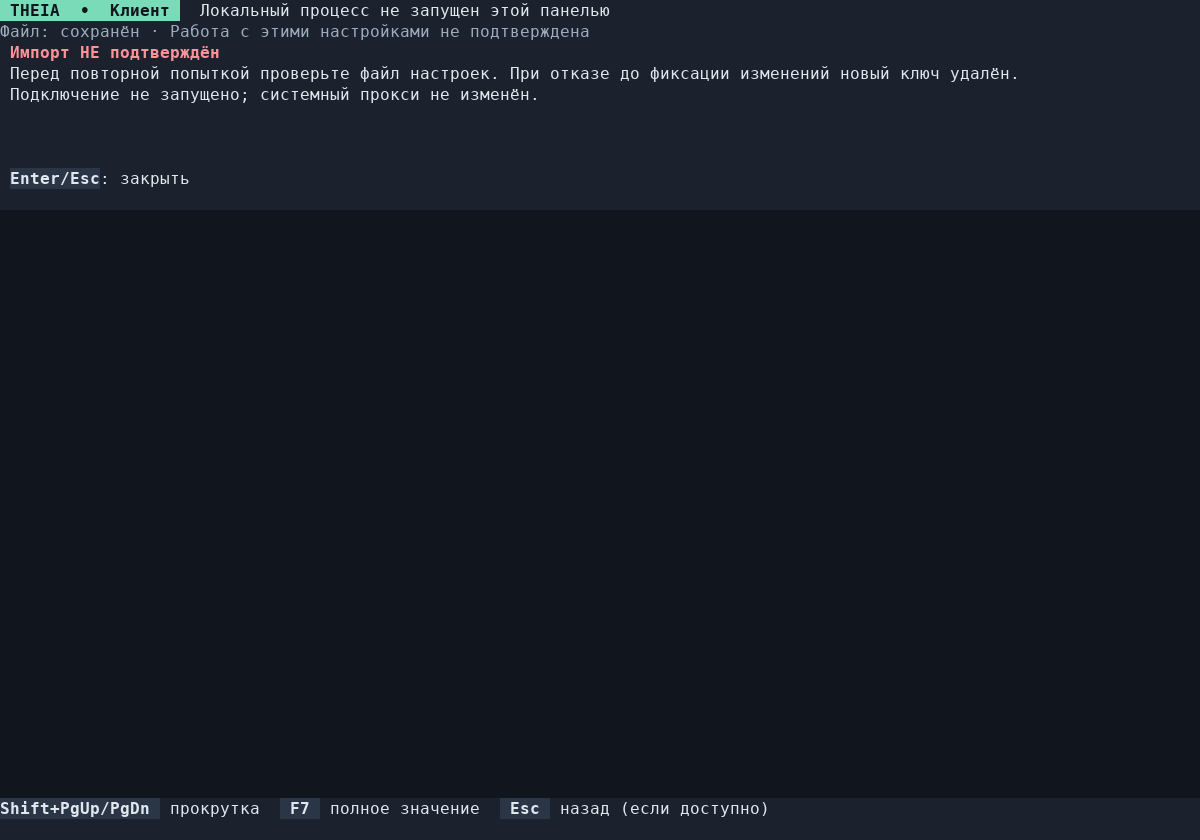 THEIA • Клиент Локальный процесс не запущен этой панелью
Файл: сохранён · Работа с этими настройками не подтверждена
Импорт НЕ подтверждён
Перед повторной попыткой проверьте файл настроек. При отказе до фиксации изменений новый ключ удалён.
Подключение не запущено; системный прокси не изменён.
Enter/Esc: закрыть
Shift+PgUp/PgDn прокрутка F7 полное значение Esc назад (если доступно)